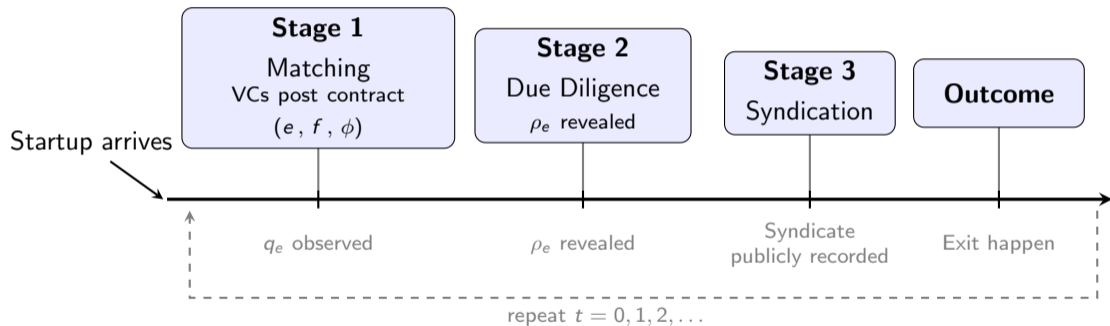 Stage 1
Matching
VCs post contract
(e , f , ϕ)
Stage 2
Due Diligence
ρₑ revealed
Stage 3
Syndication
Outcome
Startup arrives
qₑ observed
ρₑ revealed
Syndicate
publicly recorded
Exit happen
repeat t = 0, 1, 2, . . .